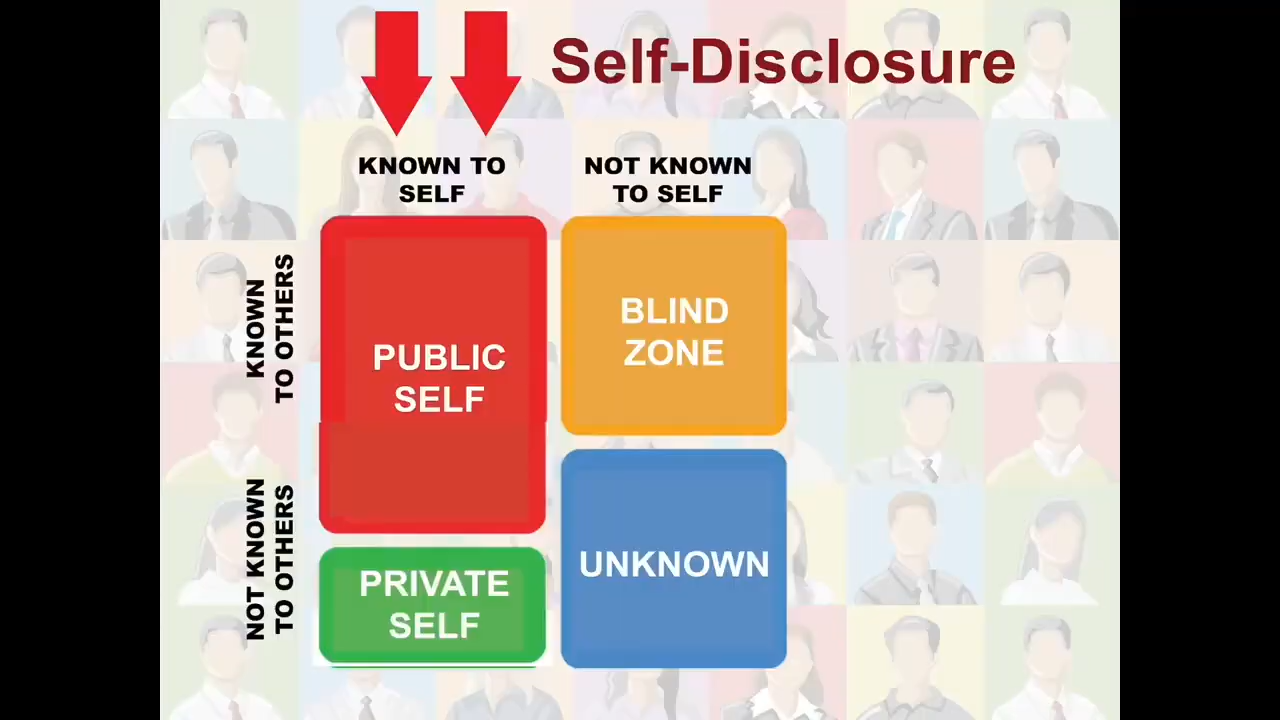 Self-Disclosure
KNOWN TO
SELF
NOT KNOWN
TO SELF
KNOWN
TO OTHERS
PUBLIC
SELF
BLIND
ZONE
NOT KNOWN
TO OTHERS
PRIVATE
SELF
UNKNOWN